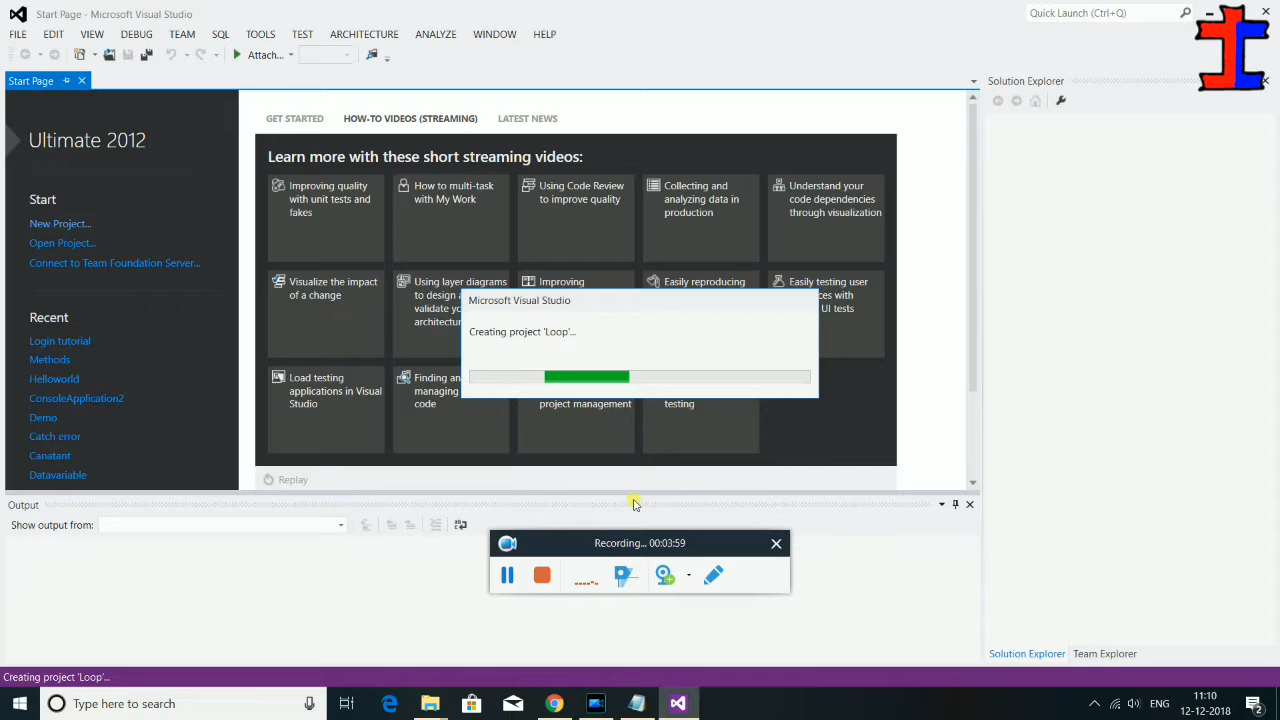 Start Page - Microsoft Visual Studio
Quick Launch (Ctrl+Q)
FILE EDIT VIEW DEBUG TEAM SQL TOOLS TEST ARCHITECTURE ANALYZE WINDOW HELP
Attach...
Start Page
Solution Explorer
Ultimate 2012
Start
New Project...
Open Project...
Connect to Team Foundation Server...
Recent
Login tutorial
Methods
Helloworld
ConsoleApplication2
Demo
Catch error
Canatant
Datavariable
GET STARTED HOW-TO VIDEOS (STREAMING) LATEST NEWS
Learn more with these short streaming videos:
Improving quality
with unit tests and
fakes
How to multi-task
with My Work
Using Code Review
to improve quality
Collecting and
analyzing data in
production
Understand your
code dependencies
through visualization
Visualize the impact
of a change
Using layer diagrams
to design a
validate yo
architectur
Improving
Easily reproducing
Easily testing user
ces with
UI tests
Load testing
applications in Visual
Studio
Finding an
managing
code
project management
testing
Replay
Microsoft Visual Studio
Creating project 'Loop'...
Output
Show output from:
Recording... 00:03:59
Solution Explorer Team Explorer
Creating project 'Loop'...
Type here to search
ENG
11:10
12-12-2018
2